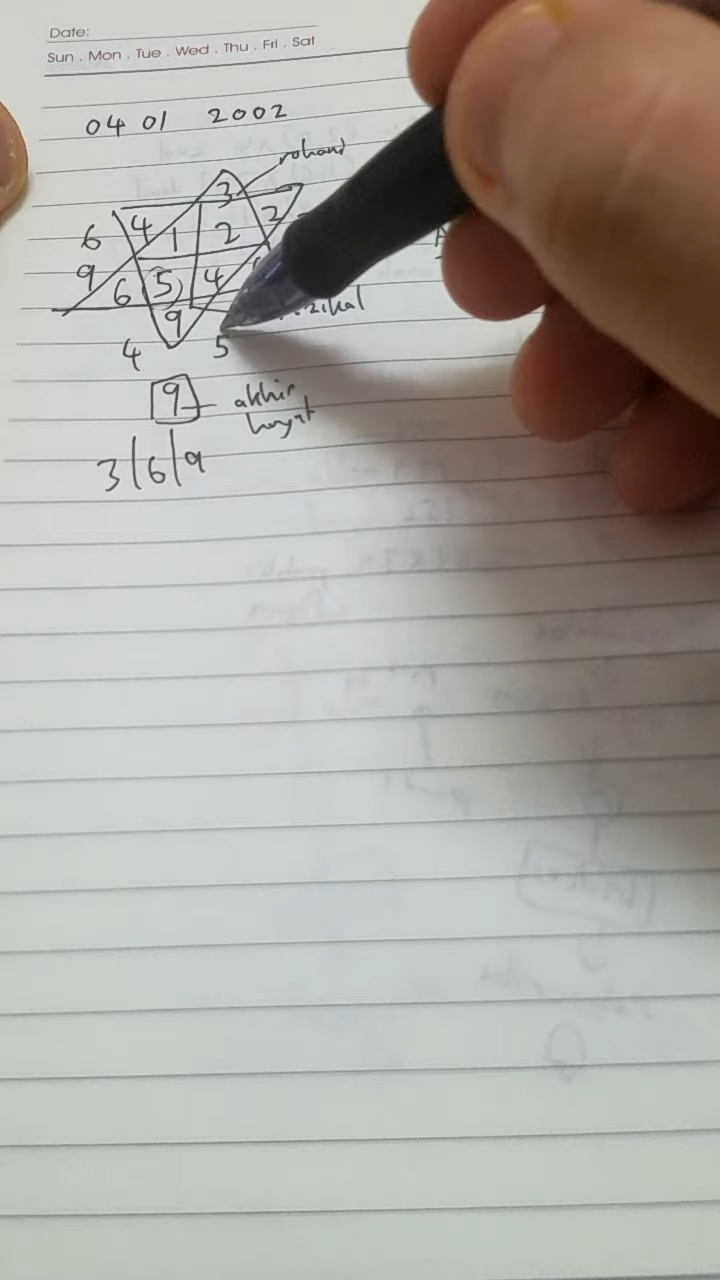 Date:
Sun . Mon . Tue . Wed . Thu . Fri . Sat
04 01 2002
rohani
3
6 4 1 2 2
9 6 5 4
9
4 5
9 akhir
hayat
3/6/9